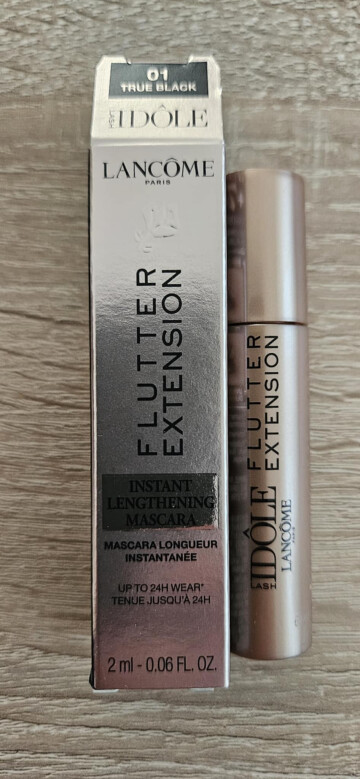 01
TRUE BLACK
LASH IDÔLE
LANCÔME
PARIS
FLUTTER
EXTENSION
INSTANT
LENGTHENING
MASCARA
MASCARA LONGUEUR
INSTANTANÉE
UP TO 24H WEAR*
TENUE JUSQU'À 24H
2 ml - 0.06 FL. OZ.
LASH IDÔLE FLUTTER
EXTENSION
LANCÔME